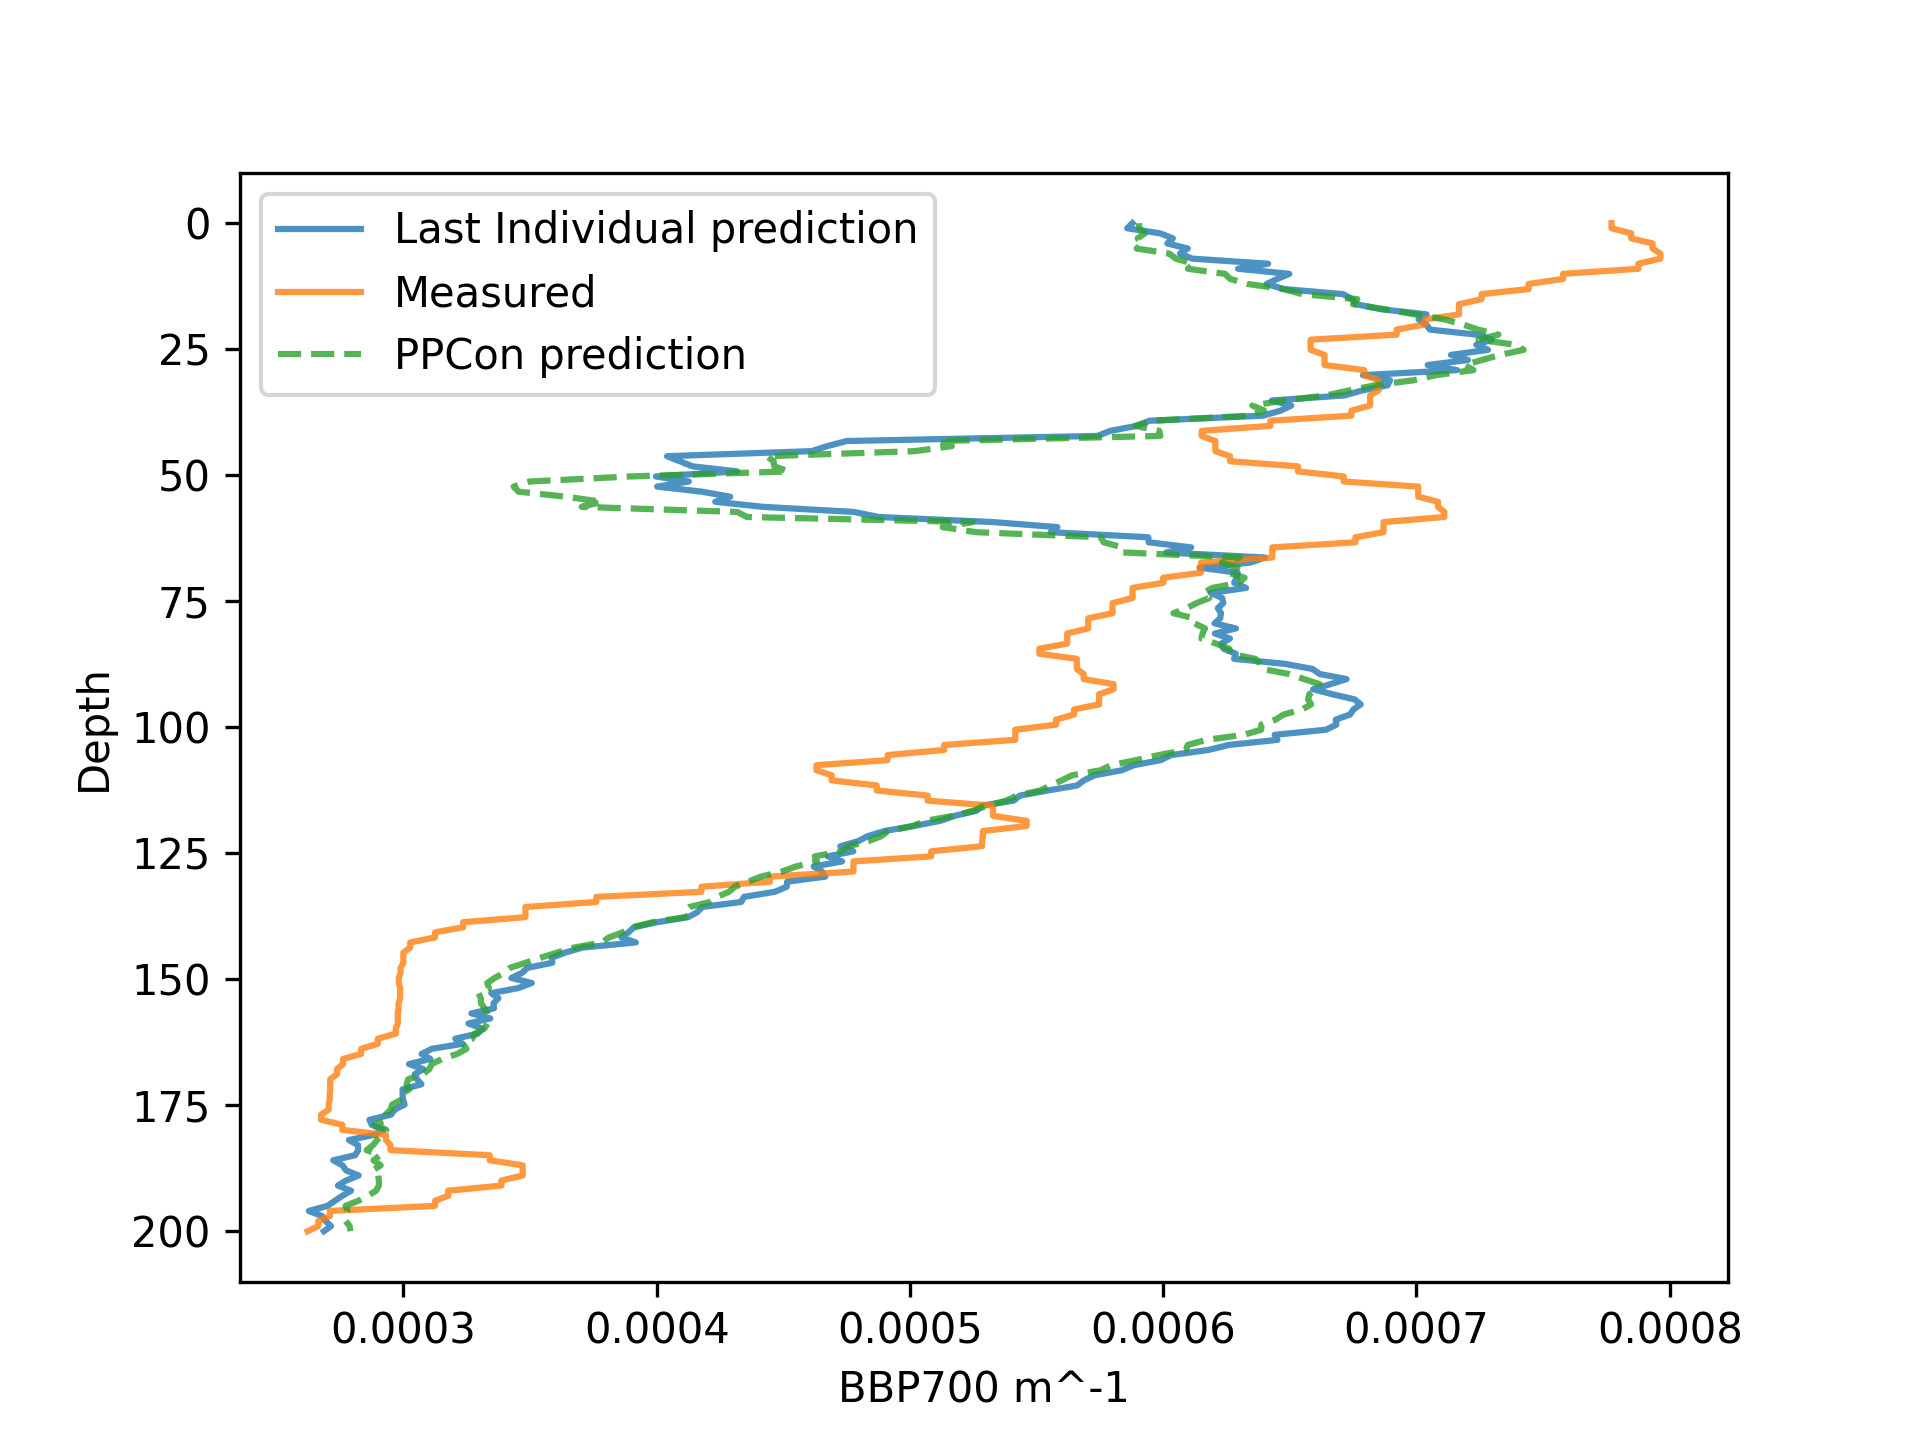 Last Individual prediction
Measured
PPCon prediction
0
25
50
75
100
125
150
175
200
Depth
0.0003 0.0004 0.0005 0.0006 0.0007 0.0008
BBP700 m^-1